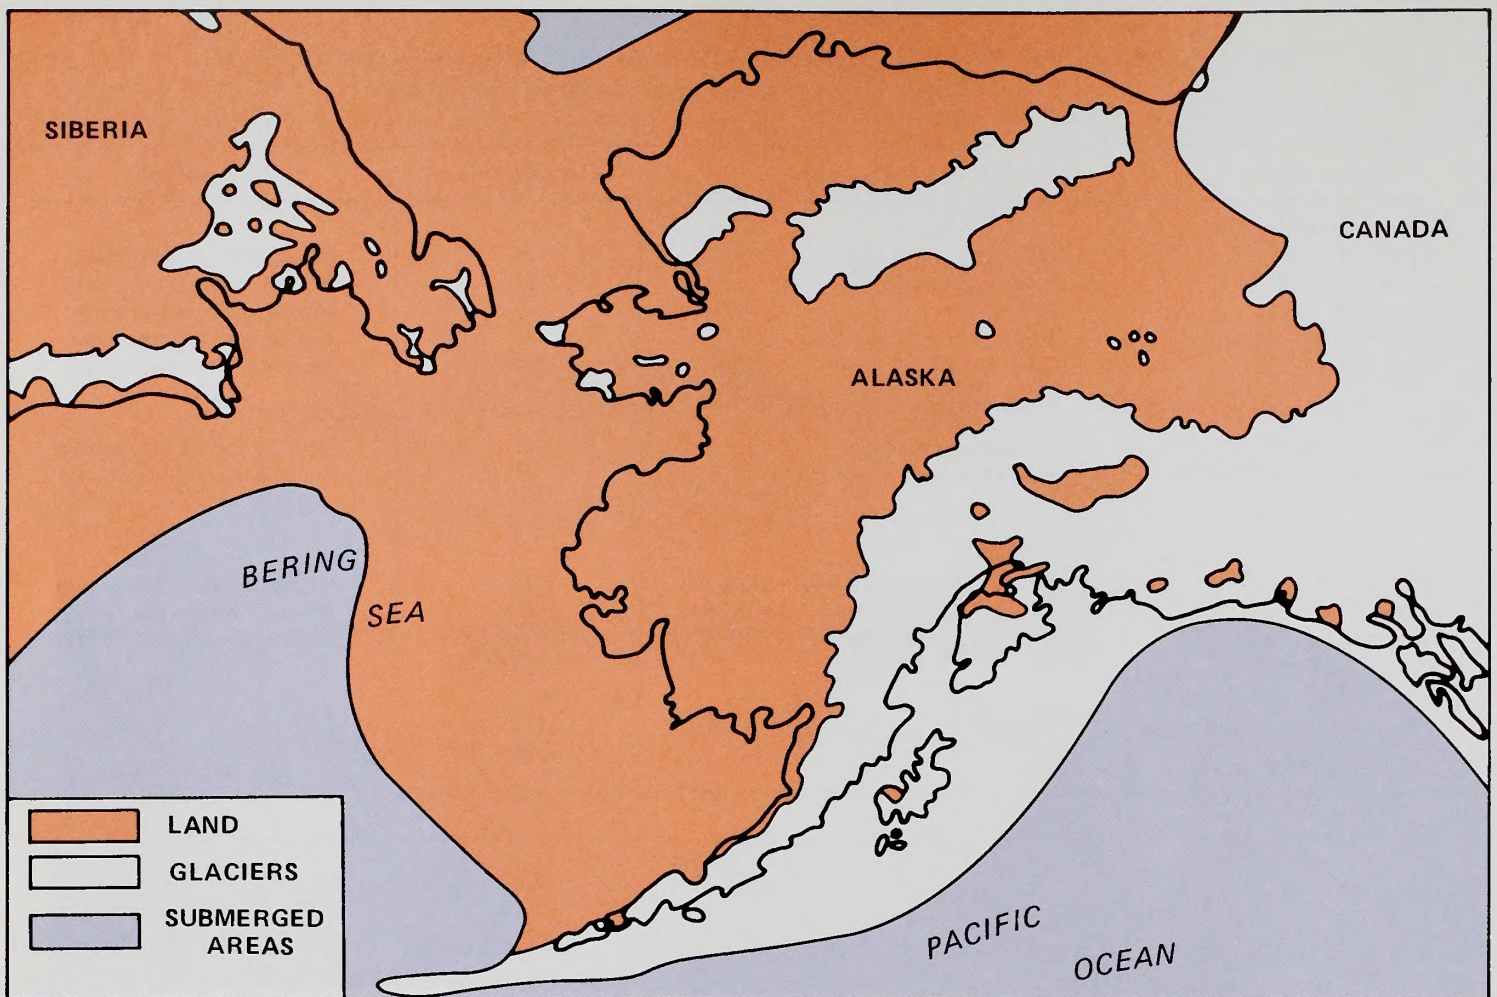 SIBERIA
CANADA
ALASKA
BERING
SEA
LAND
GLACIERS
SUBMERGED
AREAS
PACIFIC
OCEAN